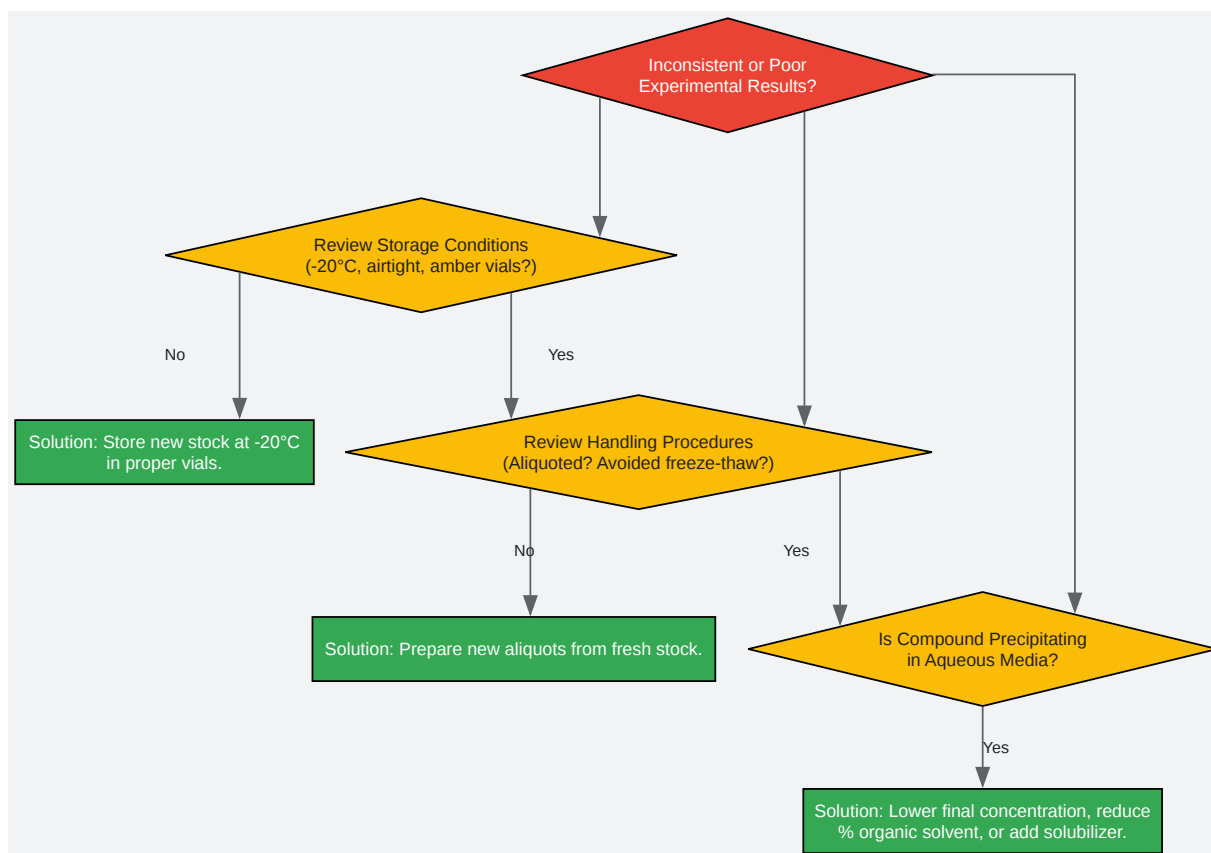 Inconsistent or Poor
Experimental Results?
Review Storage Conditions
(-20°C, airtight, amber vials?)
No
Yes
Solution: Store new stock at -20°C
in proper vials.
Review Handling Procedures
(Aliquoted? Avoided freeze-thaw?)
No
Yes
Solution: Prepare new aliquots from fresh stock.
Is Compound Precipitating
in Aqueous Media?
Yes
Solution: Lower final concentration, reduce
% organic solvent, or add solubilizer.